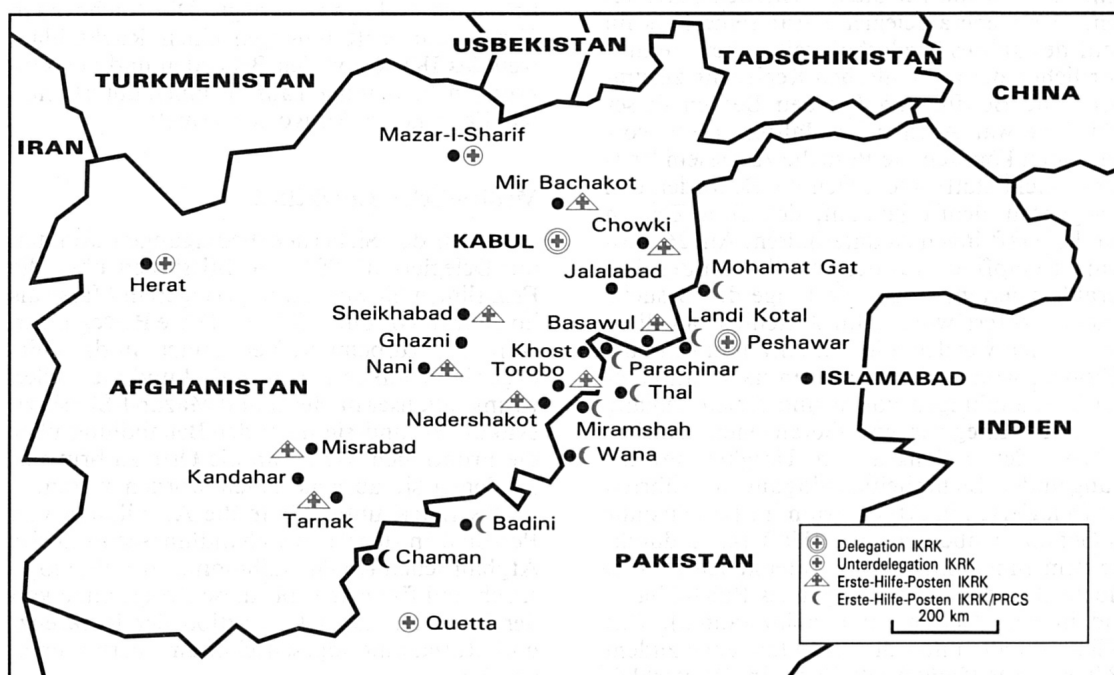 USBEKISTAN
TADSCHIKISTAN
TURKMENISTAN
CHINA
IRAN
Mazar-I-Sharif
Mir Bachakot
Chowki
KABUL
Mohamat Gat
Jalalabad
Herat
Sheikhabad
Basawul
Landi Kotal
Ghazni
Khost
Peshawar
Nani
Torobo
Parachinar
AFGHANISTAN
Thal
ISLAMABAD
Nadershakot
Miramshah
INDIEN
Misrabad
Wana
Kandahar
Tarnak
Badini
Chaman
PAKISTAN
Quetta
Delegation IKRK
Unterdelegation IKRK
Erste-Hilfe-Posten IKRK
Erste-Hilfe-Posten IKRK/PRCS
200 km